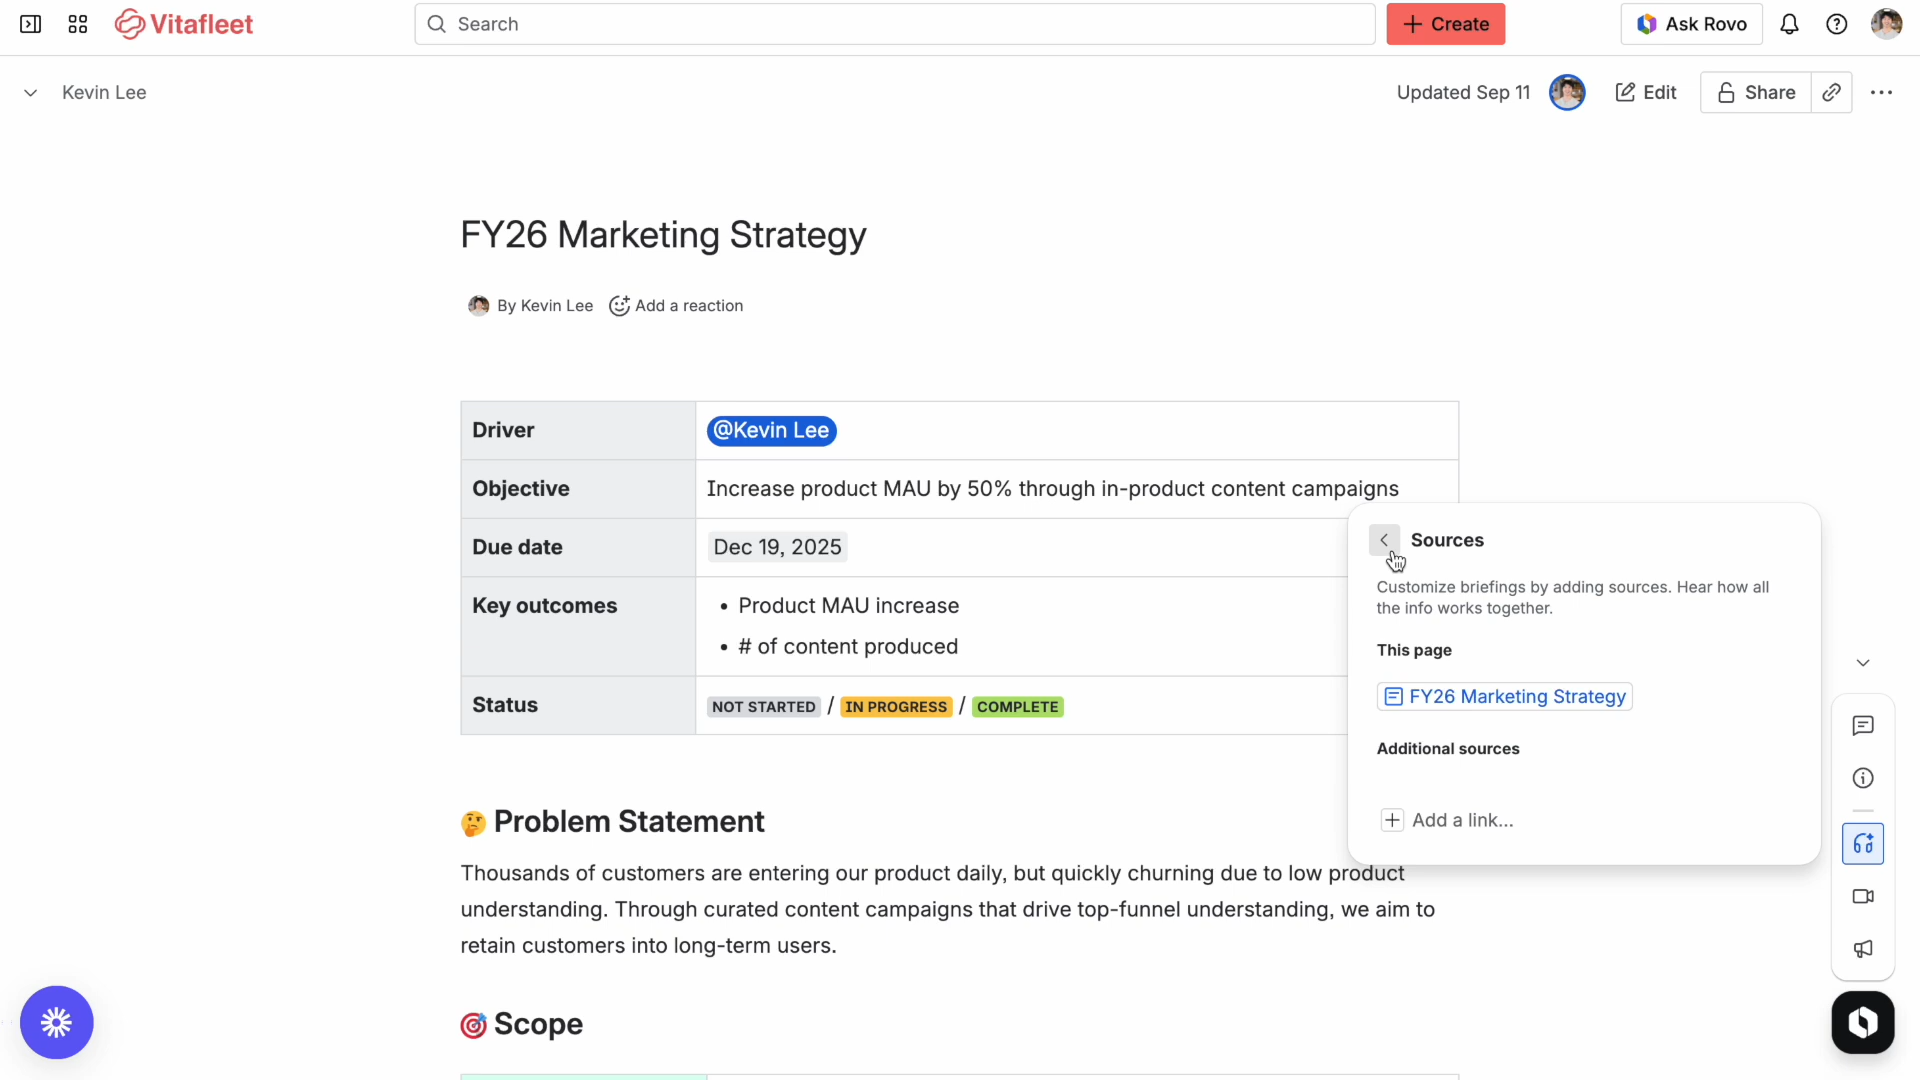 Vitafleet
Search
Create
Ask Rovo
Kevin Lee
Updated Sep 11
Edit
Share
FY26 Marketing Strategy
By Kevin Lee
Add a reaction
Driver
@Kevin Lee
Objective
Increase product MAU by 50% through in-product content campaigns
Due date
Dec 19, 2025
Key outcomes
• Product MAU increase
• # of content produced
Status
NOT STARTED / IN PROGRESS / COMPLETE
Sources
Customize briefings by adding sources. Hear how all
the info works together.
This page
FY26 Marketing Strategy
Additional sources
Add a link...
🤔 Problem Statement
Thousands of customers are entering our product daily, but quickly churning due to low product
understanding. Through curated content campaigns that drive top-funnel understanding, we aim to
retain customers into long-term users.
🎯 Scope